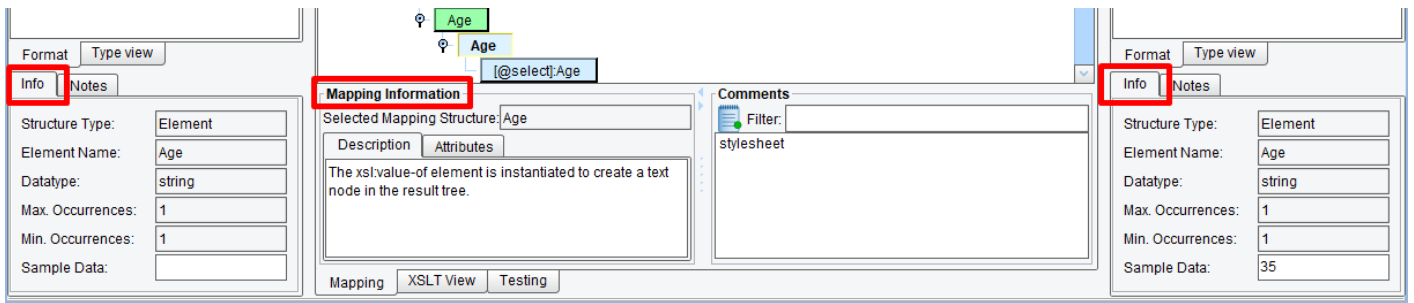 Age
Age
[@select]:Age
Format
Type view
Info
Notes
Structure Type: Element
Element Name: Age
Datatype: string
Max. Occurrences: 1
Min. Occurrences: 1
Sample Data:
Mapping Information
Selected Mapping Structure: Age
Description
Attributes
The xsl:value-of element is instantiated to create a text
node in the result tree.
Mapping
XSLT View
Testing
Comments
Filter:
stylesheet
Format
Type view
Info
Notes
Structure Type: Element
Element Name: Age
Datatype: string
Max. Occurrences: 1
Min. Occurrences: 1
Sample Data: 35